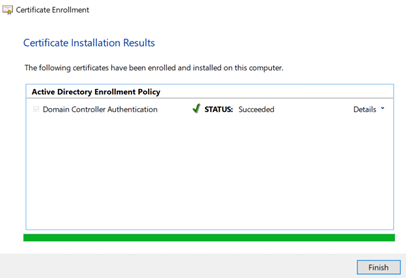 Certificate Enrollment
Certificate Installation Results
The following certificates have been enrolled and installed on this computer.
Active Directory Enrollment Policy
Domain Controller Authentication STATUS: Succeeded Details
Finish